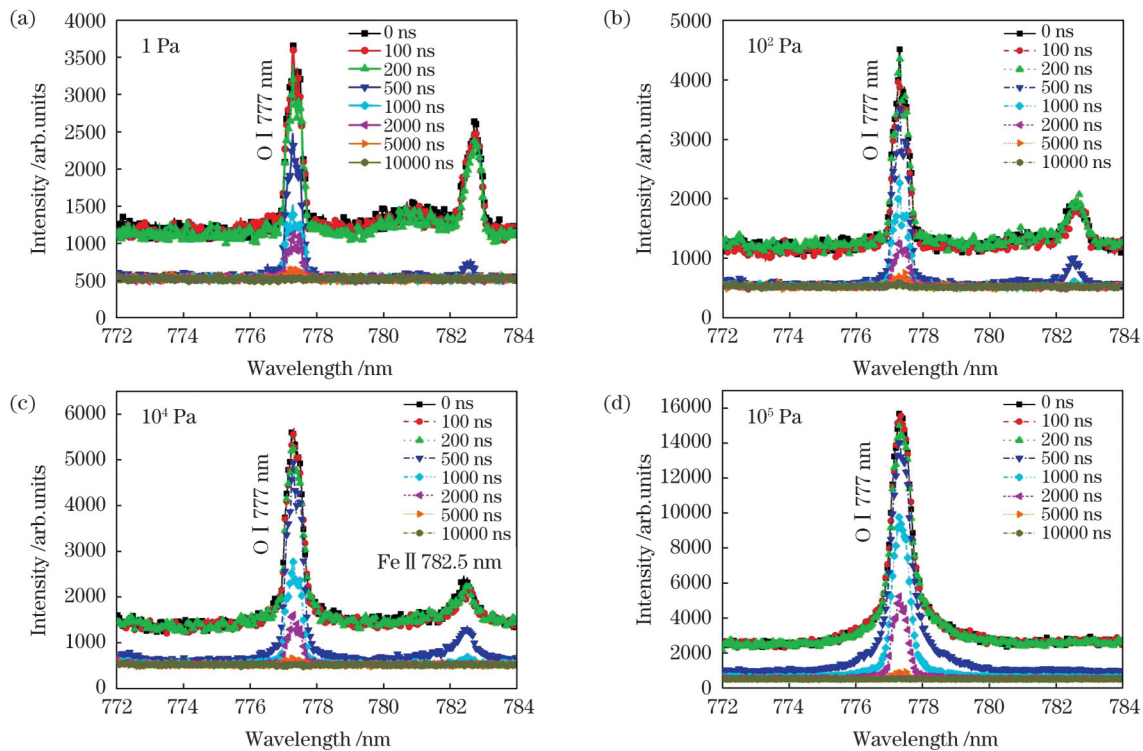 (a)
1 Pa
O I 777 nm
0 ns
100 ns
200 ns
500 ns
1000 ns
2000 ns
5000 ns
10000 ns
Intensity /arb.units
4000
3500
3000
2500
2000
1500
1000
500
0
772 774 776 778 780 782 784
Wavelength /nm
(b)
10² Pa
O I 777 nm
0 ns
100 ns
200 ns
500 ns
1000 ns
2000 ns
5000 ns
10000 ns
Intensity /arb.units
5000
4000
3000
2000
1000
0
772 774 776 778 780 782 784
Wavelength /nm
(c)
10⁴ Pa
O I 777 nm
0 ns
100 ns
200 ns
500 ns
1000 ns
2000 ns
5000 ns
10000 ns
Fe Ⅱ 782.5 nm
Intensity /arb.units
6000
5000
4000
3000
2000
1000
0
772 774 776 778 780 782 784
Wavelength /nm
(d)
10⁵ Pa
O I 777 nm
0 ns
100 ns
200 ns
500 ns
1000 ns
2000 ns
5000 ns
10000 ns
Intensity /arb.units
16000
14000
12000
10000
8000
6000
4000
2000
0
772 774 776 778 780 782 784
Wavelength /nm